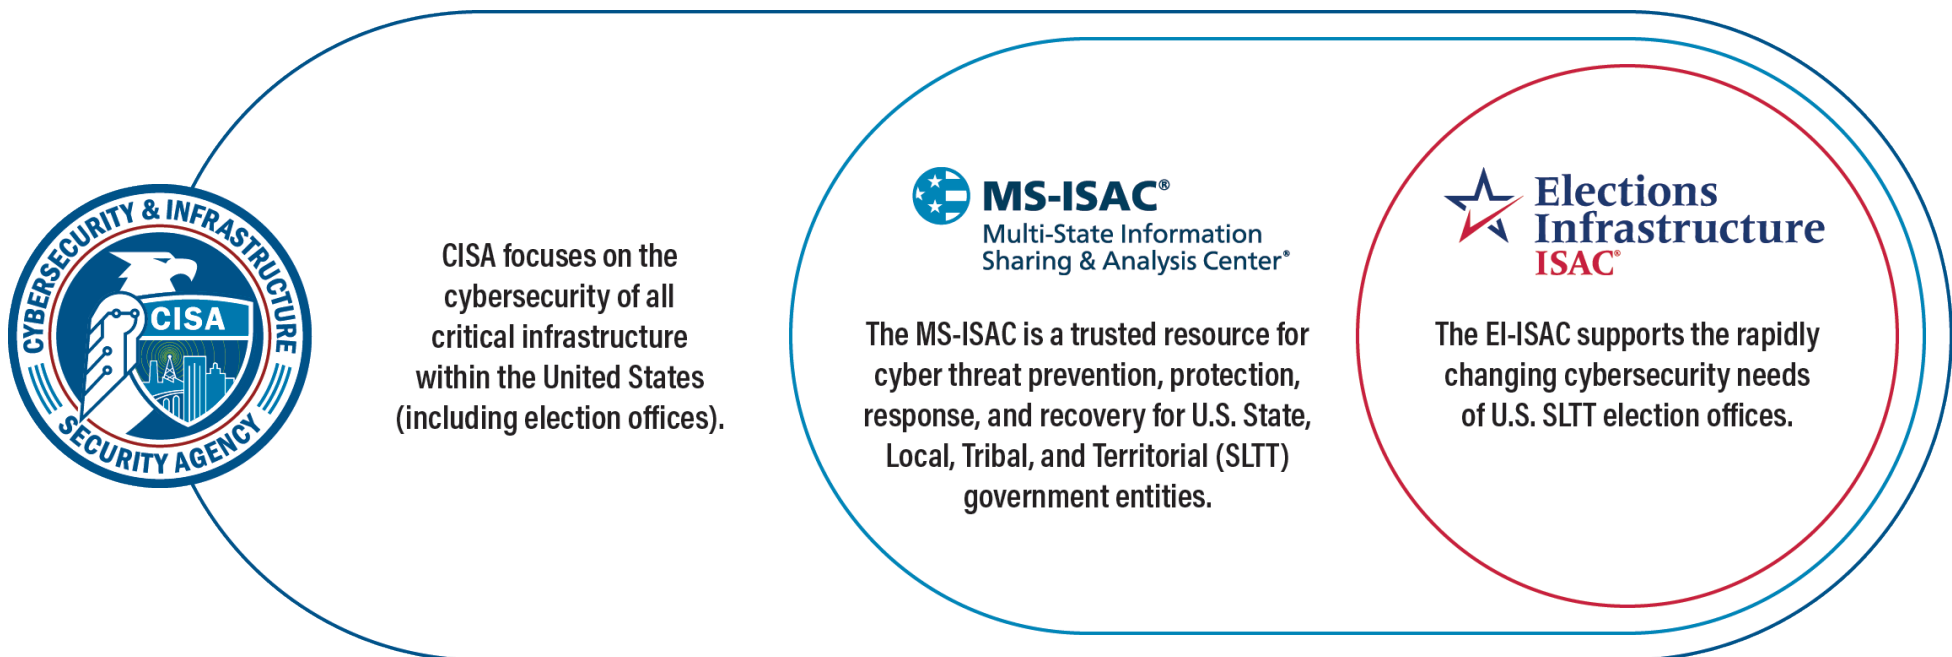 CYBERSECURITY & INFRASTRUCTURE
SECURITY AGENCY
CISA
CISA focuses on the
cybersecurity of all
critical infrastructure
within the United States
(including election offices).
MS-ISAC®
Multi-State Information
Sharing & Analysis Center®
The MS-ISAC is a trusted resource for
cyber threat prevention, protection,
response, and recovery for U.S. State,
Local, Tribal, and Territorial (SLTT)
government entities.
Elections
Infrastructure
ISAC®
The EI-ISAC supports the rapidly
changing cybersecurity needs
of U.S. SLTT election offices.